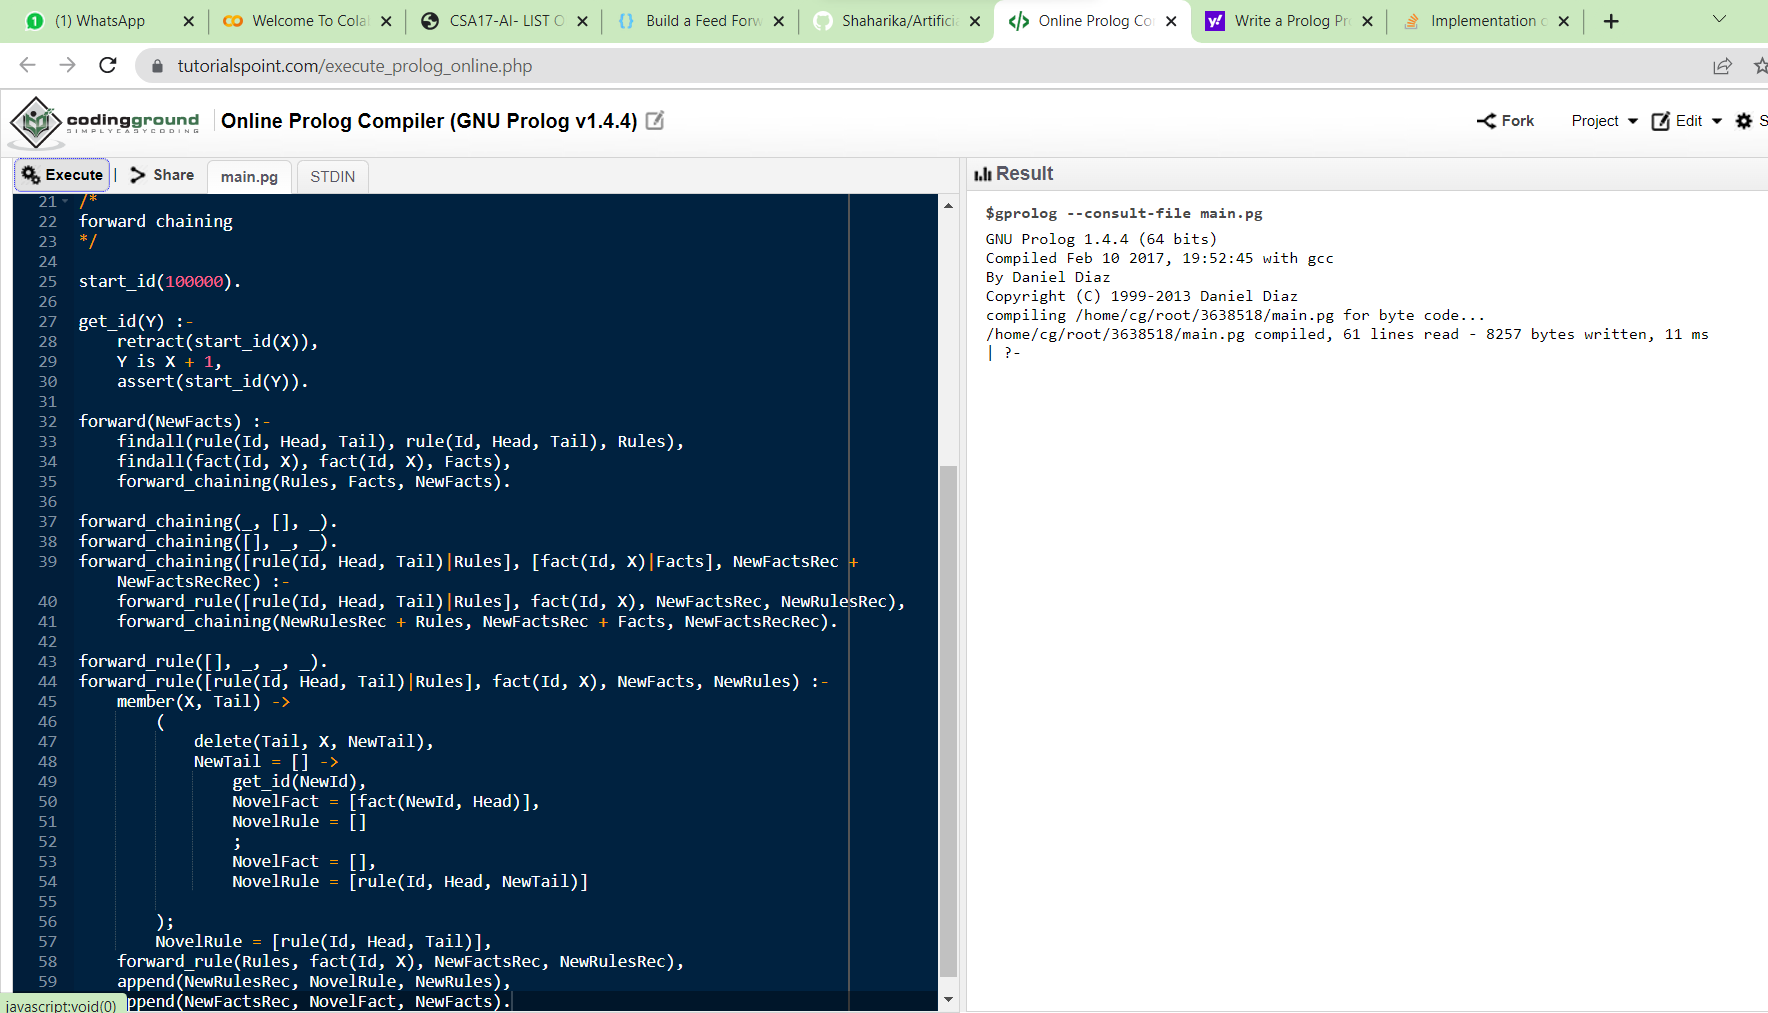 (1) WhatsApp
Welcome To Cola
CSA17-AI- LIST O
Build a Feed Forw
Shaharika/Artificia
Online Prolog Co
Write a Prolog Pr
Implementation o
tutorialspoint.com/execute_prolog_online.php
codingground
SIMPLYEASYCODING
Online Prolog Compiler (GNU Prolog v1.4.4)
Fork
Project
Edit
S
Execute | Share
main.pg
STDIN
Result
21 /*
22 forward chaining
23 */
24
25 start_id(100000).
26
27 get_id(Y) :-
28     retract(start_id(X)),
29     Y is X + 1,
30     assert(start_id(Y)).
31
32 forward(NewFacts) :-
33     findall(rule(Id, Head, Tail), rule(Id, Head, Tail), Rules),
34     findall(fact(Id, X), fact(Id, X), Facts),
35     forward_chaining(Rules, Facts, NewFacts).
36
37 forward_chaining(_, [], _).
38 forward_chaining([], _, _).
39 forward_chaining([rule(Id, Head, Tail)|Rules], [fact(Id, X)|Facts], NewFactsRec +
    NewFactsRecRec) :-
40     forward_rule([rule(Id, Head, Tail)|Rules], fact(Id, X), NewFactsRec, NewRulesRec),
41     forward_chaining(NewRulesRec + Rules, NewFactsRec + Facts, NewFactsRecRec).
42
43 forward_rule([], _, _, _).
44 forward_rule([rule(Id, Head, Tail)|Rules], fact(Id, X), NewFacts, NewRules) :-
45     member(X, Tail) ->
46         (
47             delete(Tail, X, NewTail),
48             NewTail = [] ->
49                 get_id(NewId),
50                 NovelFact = [fact(NewId, Head)],
51                 NovelRule = []
52                 ;
53                 NovelFact = [],
54                 NovelRule = [rule(Id, Head, NewTail)]
55
56         );
57         NovelRule = [rule(Id, Head, Tail)],
58     forward_rule(Rules, fact(Id, X), NewFactsRec, NewRulesRec),
59     append(NewRulesRec, NovelRule, NewRules),
ppend(NewFactsRec, NovelFact, NewFacts).
javascript:void(0)
$gprolog --consult-file main.pg
GNU Prolog 1.4.4 (64 bits)
Compiled Feb 10 2017, 19:52:45 with gcc
By Daniel Diaz
Copyright (C) 1999-2013 Daniel Diaz
compiling /home/cg/root/3638518/main.pg for byte code...
/home/cg/root/3638518/main.pg compiled, 61 lines read - 8257 bytes written, 11 ms
| ?-